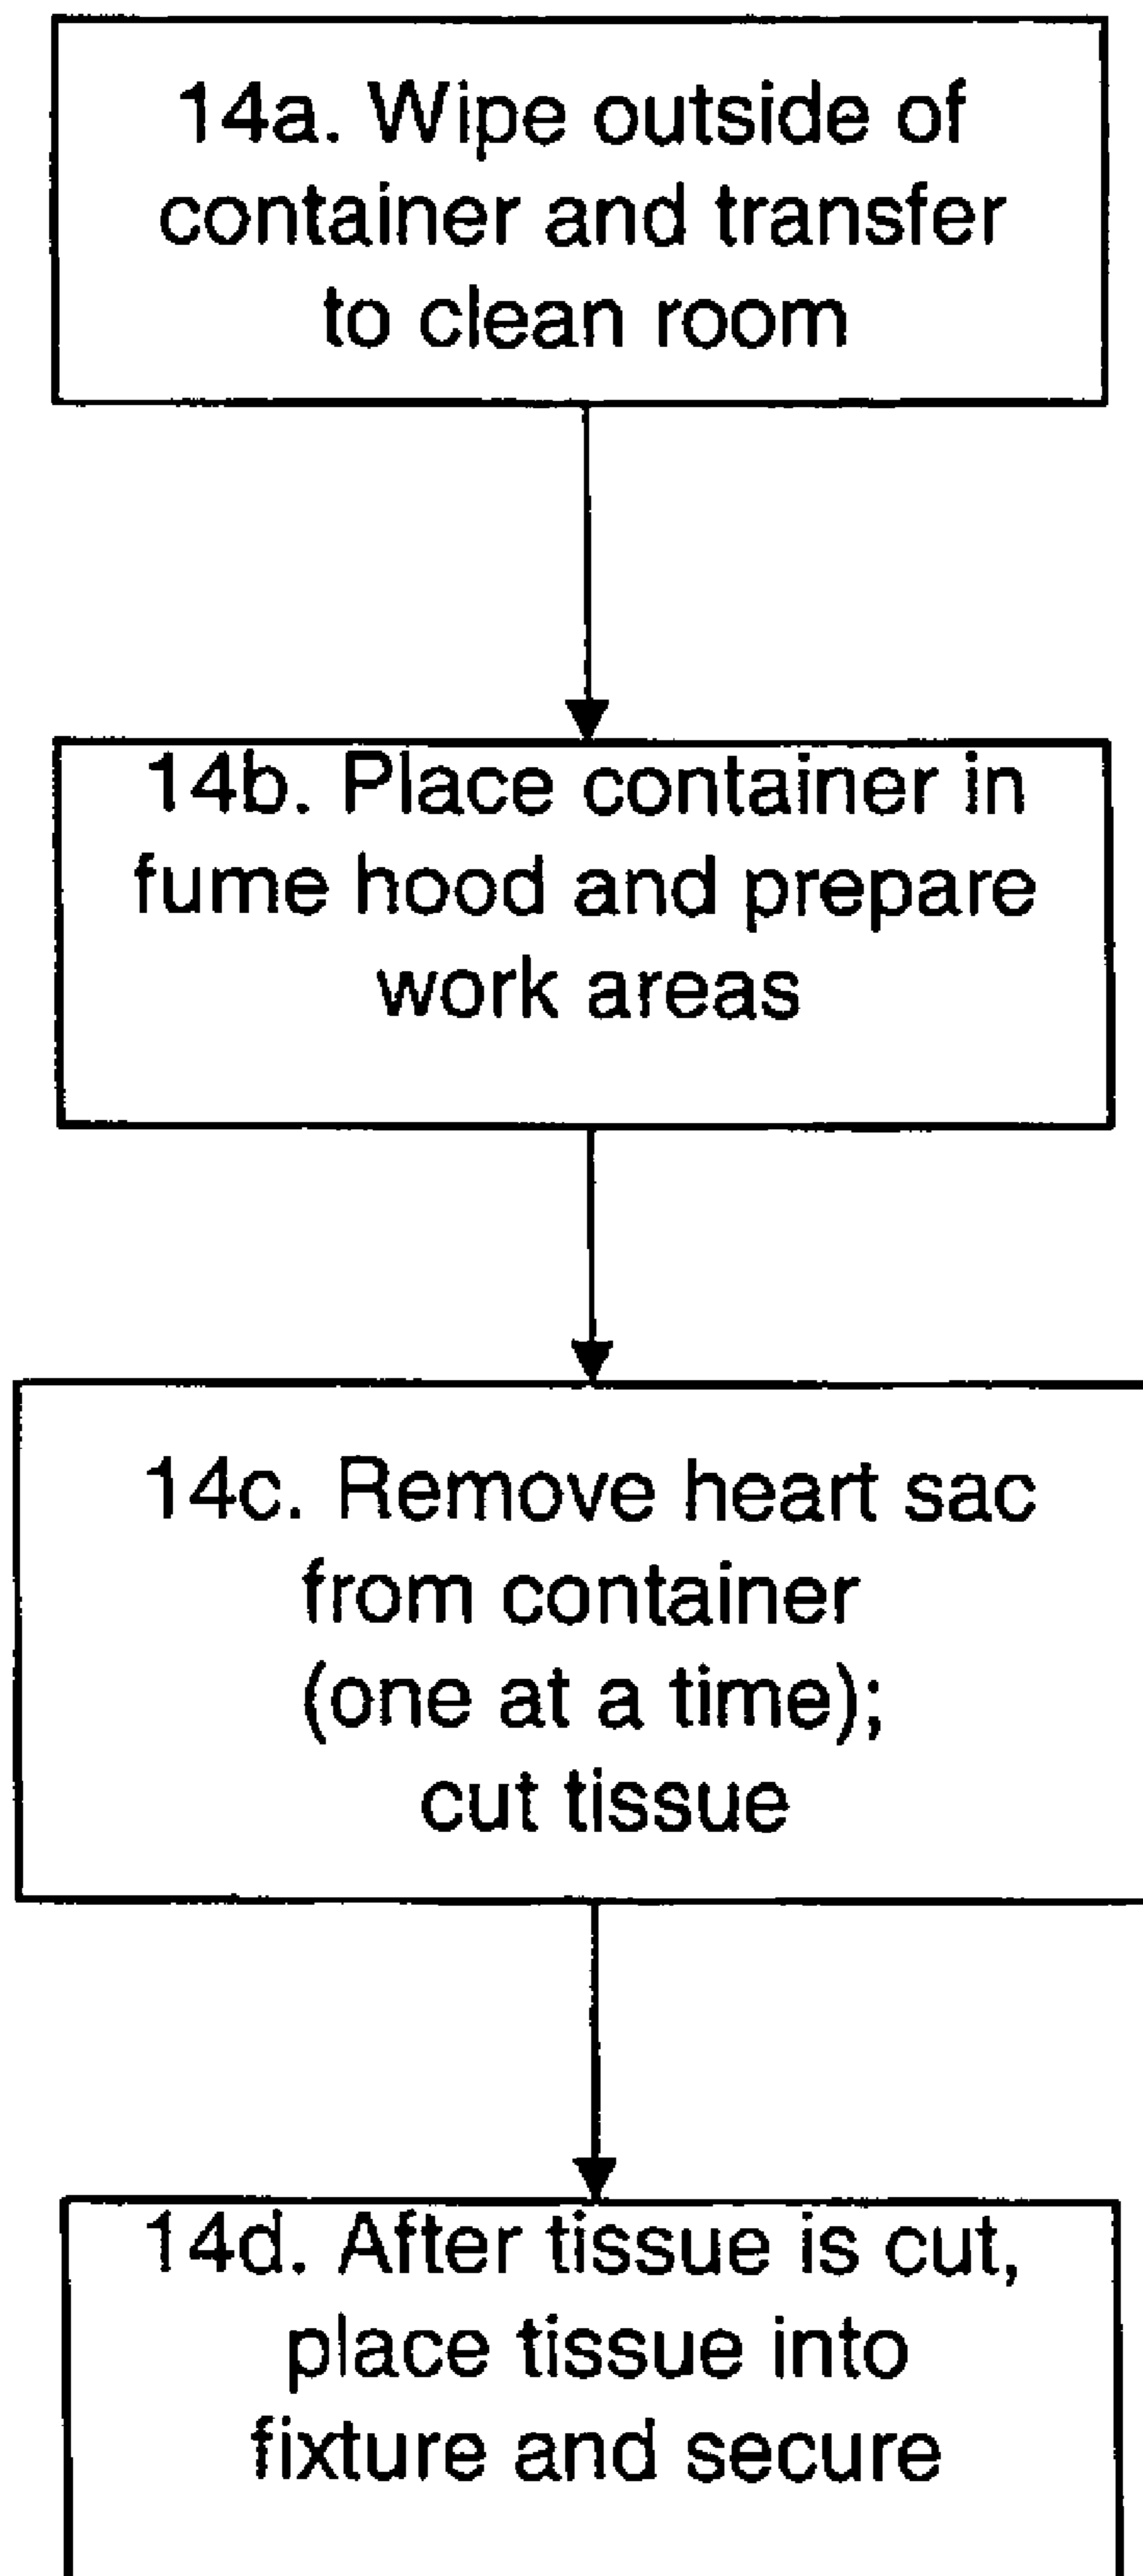 14a. Wipe outside of
container and transfer
to clean room
14b. Place container in
fume hood and prepare
work areas
14c. Remove heart sac
from container
(one at a time);
cut tissue
14d. After tissue is cut,
place tissue into
fixture and secure